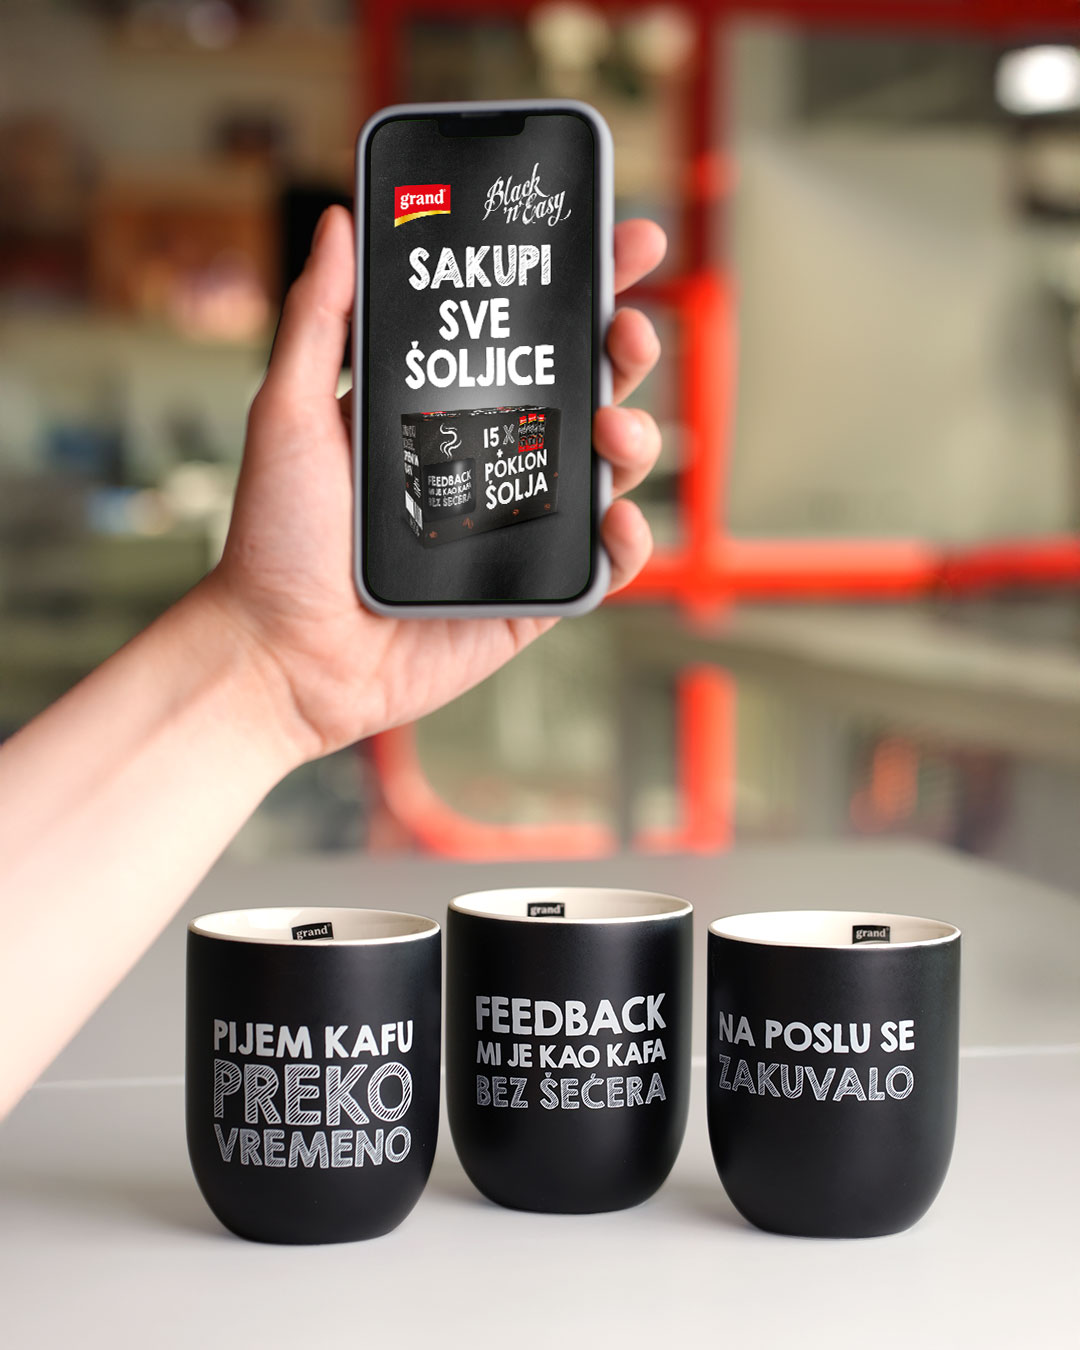 grand
Black
'n' Easy
SAKUPI
SVE
ŠOLJICE
15 X
+
POKLON
ŠOLJA
FEEDBACK
MI JE KAO KAFA
BEZ ŠEĆERA
grand
grand
grand
PIJEM KAFU
PREKO
VREMENO
FEEDBACK
MI JE KAO KAFA
BEZ ŠEĆERA
NA POSLU SE
ZAKUVALO